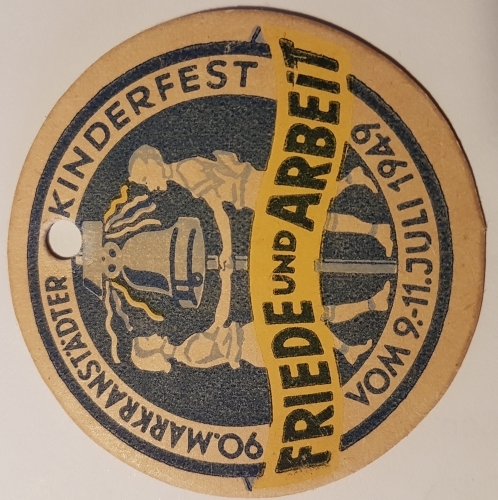 90. MARKRANSTÄDTER KINDERFEST
FRIEDE UND ARBEIT
VOM 9.-11. JULI 1949